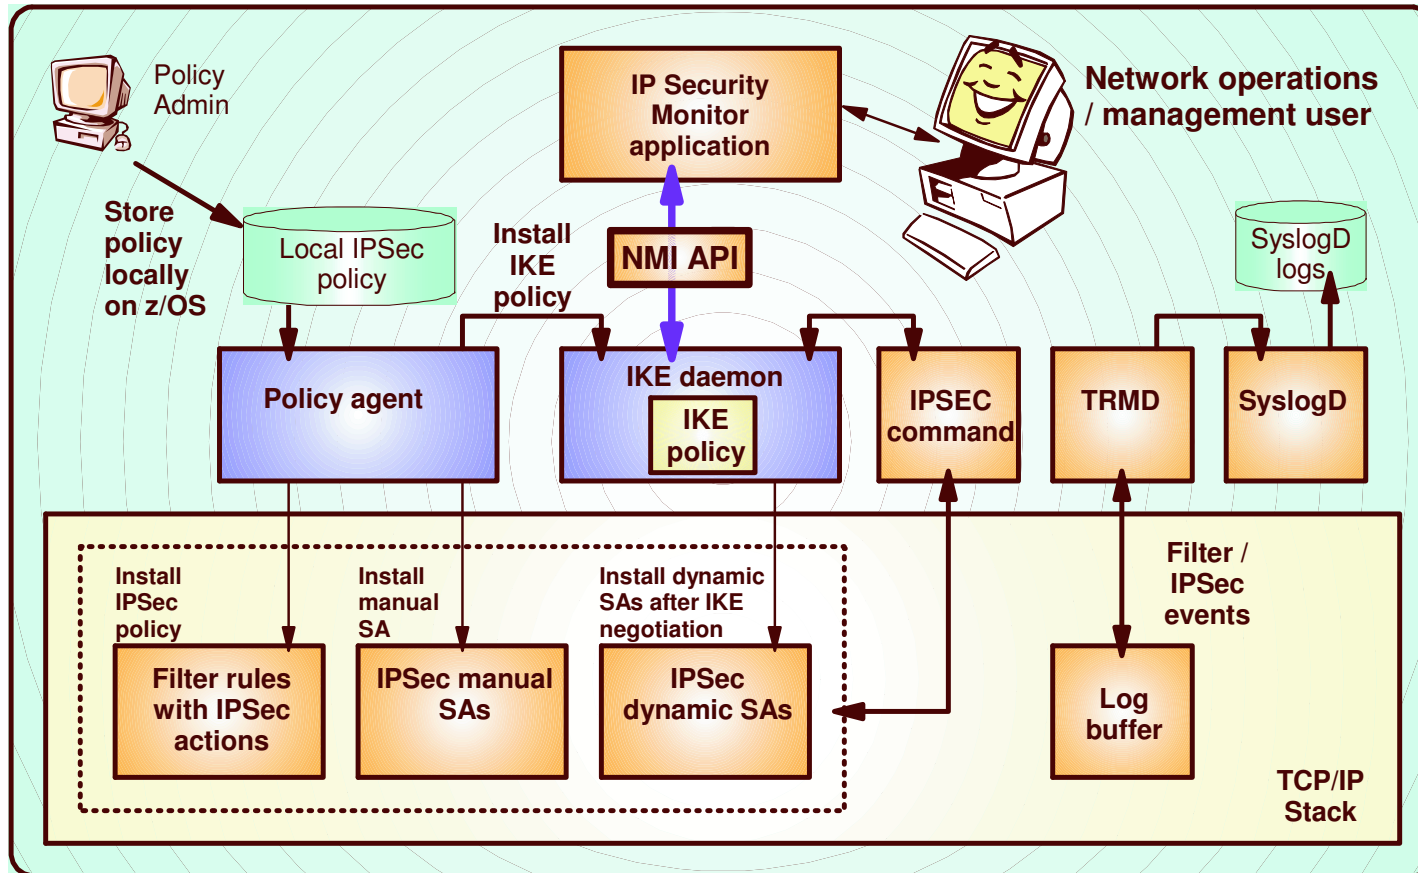 Policy
Admin
IP Security
Monitor
application
Network operations
/ management user
Store
policy
locally
on z/OS
Local IPSec
policy
Install
IKE
policy
NMI API
SyslogD
logs
Policy agent
IKE daemon
IKE
policy
IPSEC
command
TRMD
SyslogD
Install
IPSec
policy
Install
manual
SA
Install dynamic
SAs after IKE
negotiation
Filter /
IPSec
events
Filter rules
with IPSec
actions
IPSec manual
SAs
IPSec
dynamic SAs
Log
buffer
TCP/IP
Stack